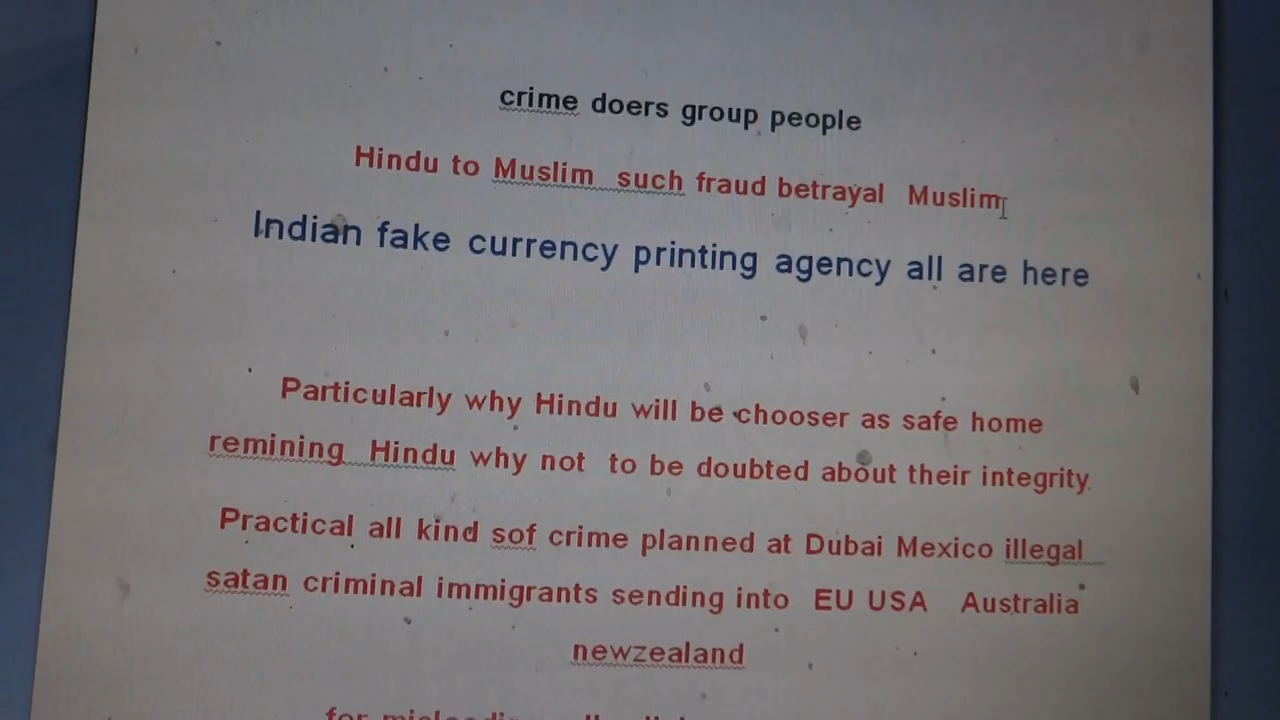 crime doers group people
Hindu to Muslim such fraud betrayal Muslim
Indian fake currency printing agency all are here
Particularly why Hindu will be chooser as safe home
remining Hindu why not to be doubted about their integrity.
Practical all kind sof crime planned at Dubai Mexico illegal
satan criminal immigrants sending into EU USA Australia
newzealand
for